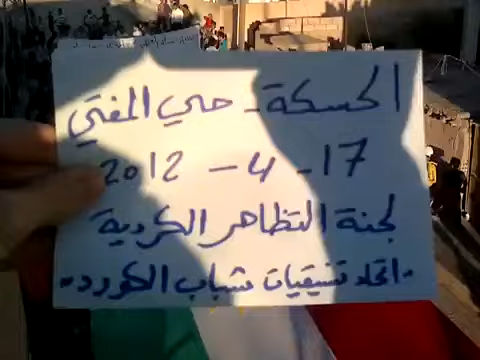 الحسكة - حي المفتي
17 - 4 - 2012
لجنة التظاهر الكردية
- اتحاد تنسيقيات شباب الكورد -